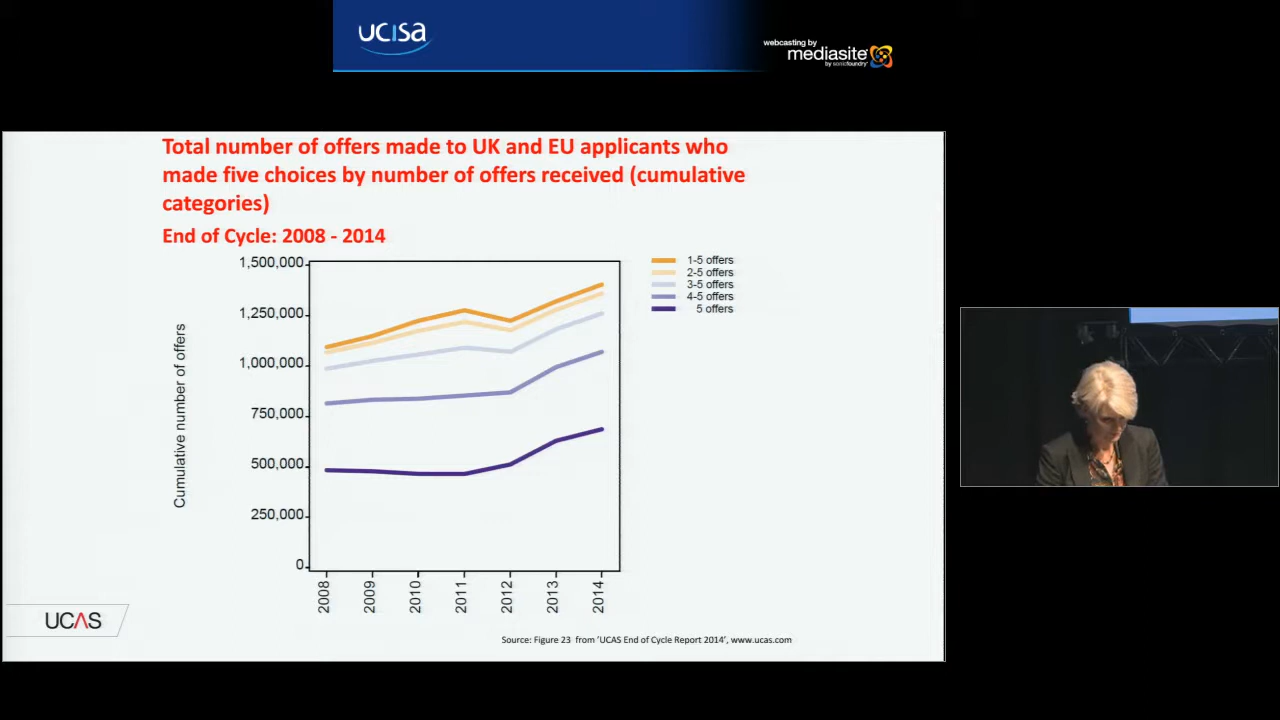 ucisa
webcasting by
mediasite
by sonicfoundry
Total number of offers made to UK and EU applicants who
made five choices by number of offers received (cumulative
categories)
End of Cycle: 2008 - 2014
Cumulative number of offers
1,500,000
1,250,000
1,000,000
750,000
500,000
250,000
0
2008
2009
2010
2011
2012
2013
2014
1-5 offers
2-5 offers
3-5 offers
4-5 offers
5 offers
UCAS
Source: Figure 23 from 'UCAS End of Cycle Report 2014', www.ucas.com